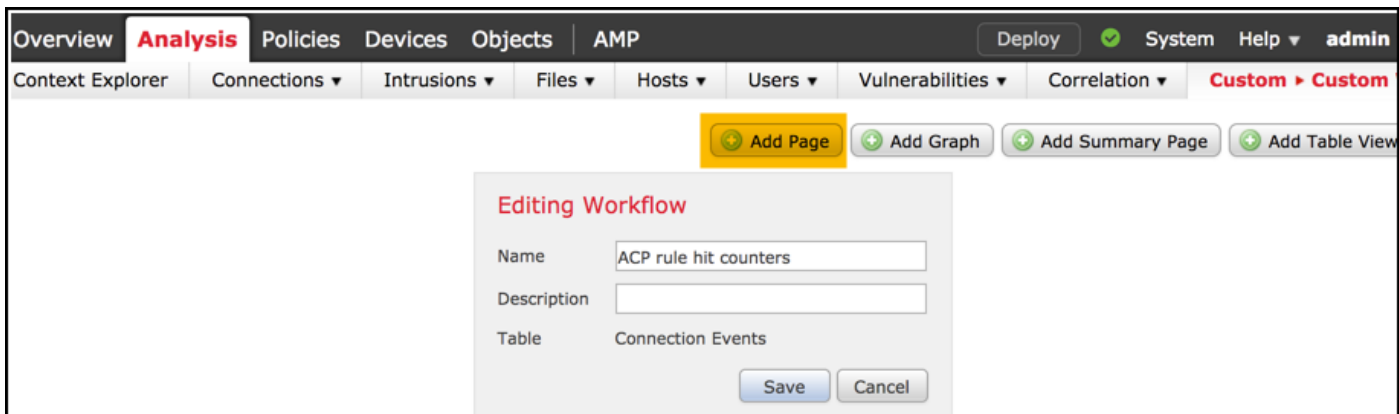 Overview Analysis Policies Devices Objects AMP Deploy System Help admin
Context Explorer Connections Intrusions Files Hosts Users Vulnerabilities Correlation Custom ▸ Custom
Add Page Add Graph Add Summary Page Add Table View
Editing Workflow
Name ACP rule hit counters
Description
Table Connection Events
Save Cancel